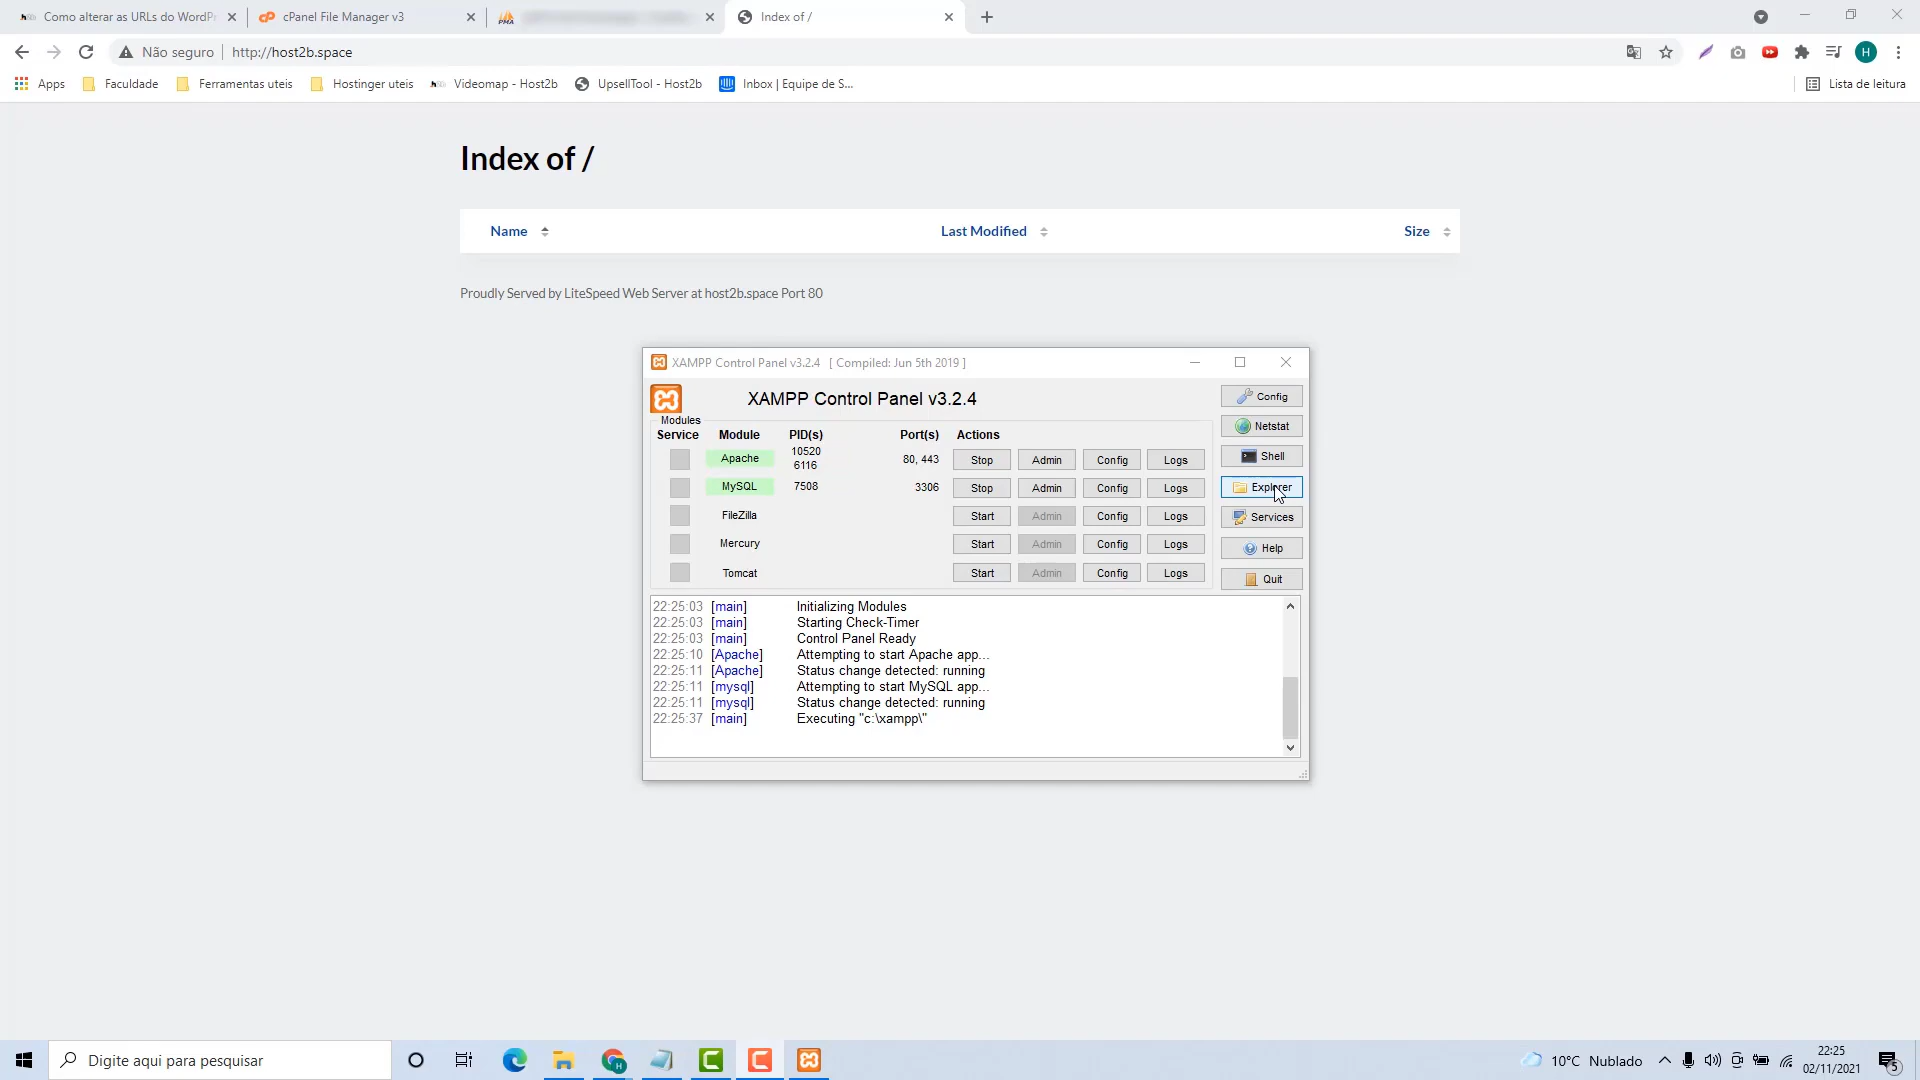 Como alterar as URLs do WordP
cPanel File Manager v3
PMA
Index of /
Não seguro
http://host2b.space
H
Apps
Faculdade
Ferramentas uteis
Hostinger uteis
Videomap - Host2b
UpsellTool - Host2b
Inbox | Equipe de S...
Lista de leitura
Index of /
Name
Last Modified
Size
Proudly Served by LiteSpeed Web Server at host2b.space Port 80
XAMPP Control Panel v3.2.4 [ Compiled: Jun 5th 2019 ]
XAMPP Control Panel v3.2.4
Config
Modules
Service
Module
PID(s)
Port(s)
Actions
Netstat
Apache
10520
6116
80, 443
Stop
Admin
Config
Logs
Shell
MySQL
7508
3306
Stop
Admin
Config
Logs
Explorer
FileZilla
Start
Admin
Config
Logs
Services
Mercury
Start
Admin
Config
Logs
Help
Tomcat
Start
Admin
Config
Logs
Quit
22:25:03 [main] Initializing Modules
22:25:03 [main] Starting Check-Timer
22:25:03 [main] Control Panel Ready
22:25:10 [Apache] Attempting to start Apache app...
22:25:11 [Apache] Status change detected: running
22:25:11 [mysql] Attempting to start MySQL app...
22:25:11 [mysql] Status change detected: running
22:25:37 [main] Executing "c:\xampp\"
Digite aqui para pesquisar
H
10°C Nublado
22:25
02/11/2021
5